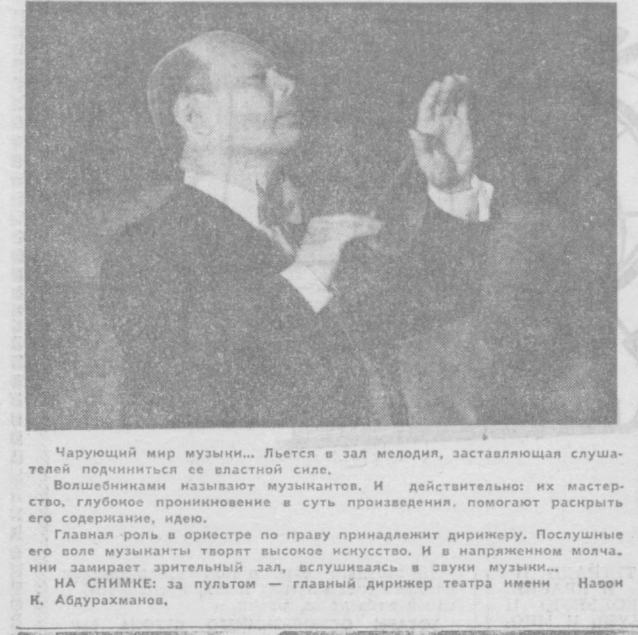 Чарующий мир музыки... Льется в зал мелодия, заставляющая слуша-
телей подчиниться ее властной силе.
Волшебниками называют музыкантов. И действительно: их мастер-
ство, глубокое проникновение в суть произведения, помогают раскрыть
его содержание, идею.
Главная роль в оркестре по праву принадлежит дирижеру. Послушные
его воле музыканты творят высокое искусство. И в напряженном молча-
нии замирает зрительный зал, вслушиваясь в звуки музыки...
НА СНИМКЕ: за пультом — главный дирижер театра имени Навои
К. Абдурахманов.